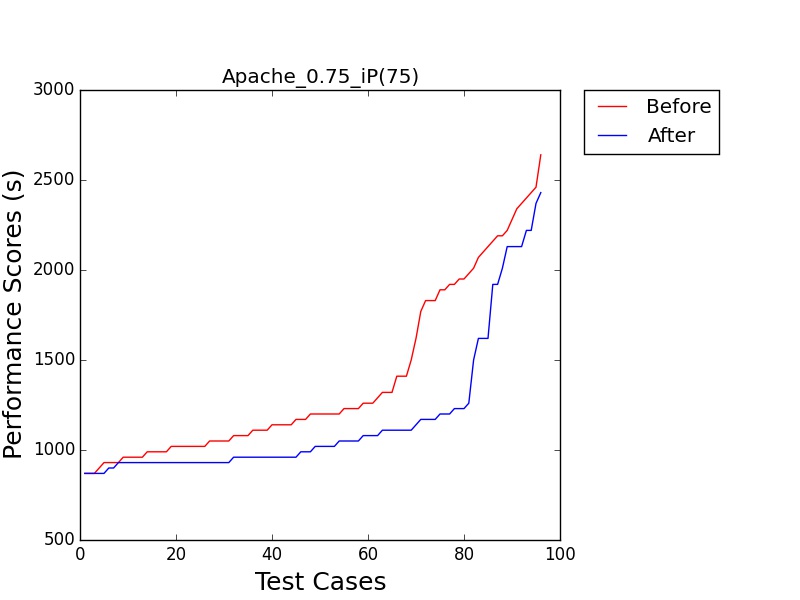 Apache_0.75_iP(75)
Before
After
Performance Scores (s)
3000
2500
2000
1500
1000
500
0 20 40 60 80 100
Test Cases